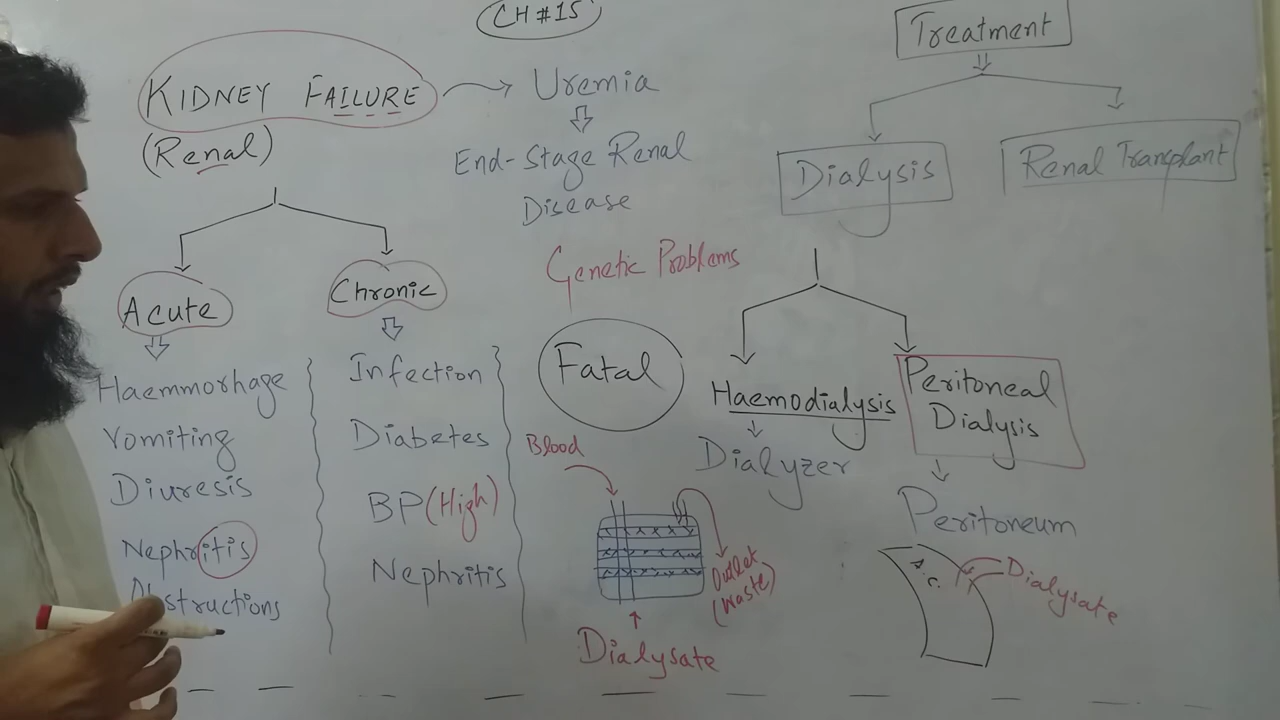 CH # 15
KIDNEY FAILURE
(Renal)
Uremia
End-Stage Renal
Disease
Genetic Problems
Acute
Haemmorhage
Vomiting
Diuresis
Nephritis
Obstructions
Chronic
Infection
Diabetes
BP (High)
Nephritis
Fatal
Treatment
Dialysis
Renal Transplant
Haemodialysis
Dialyzer
Blood
Outlet
(waste)
Dialysate
Peritoneal
Dialysis
Peritoneum
A.C.
Dialysate